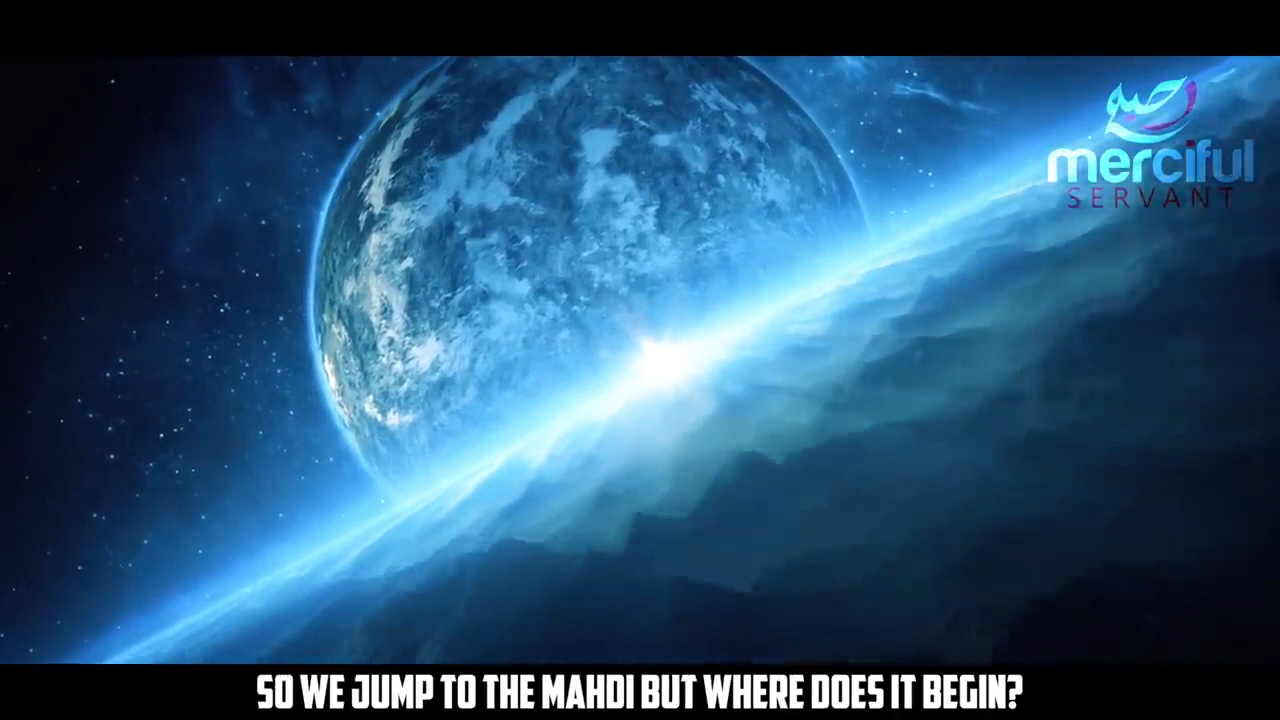 merciful
SERVANT
SO WE JUMP TO THE MAHDI BUT WHERE DOES IT BEGIN?